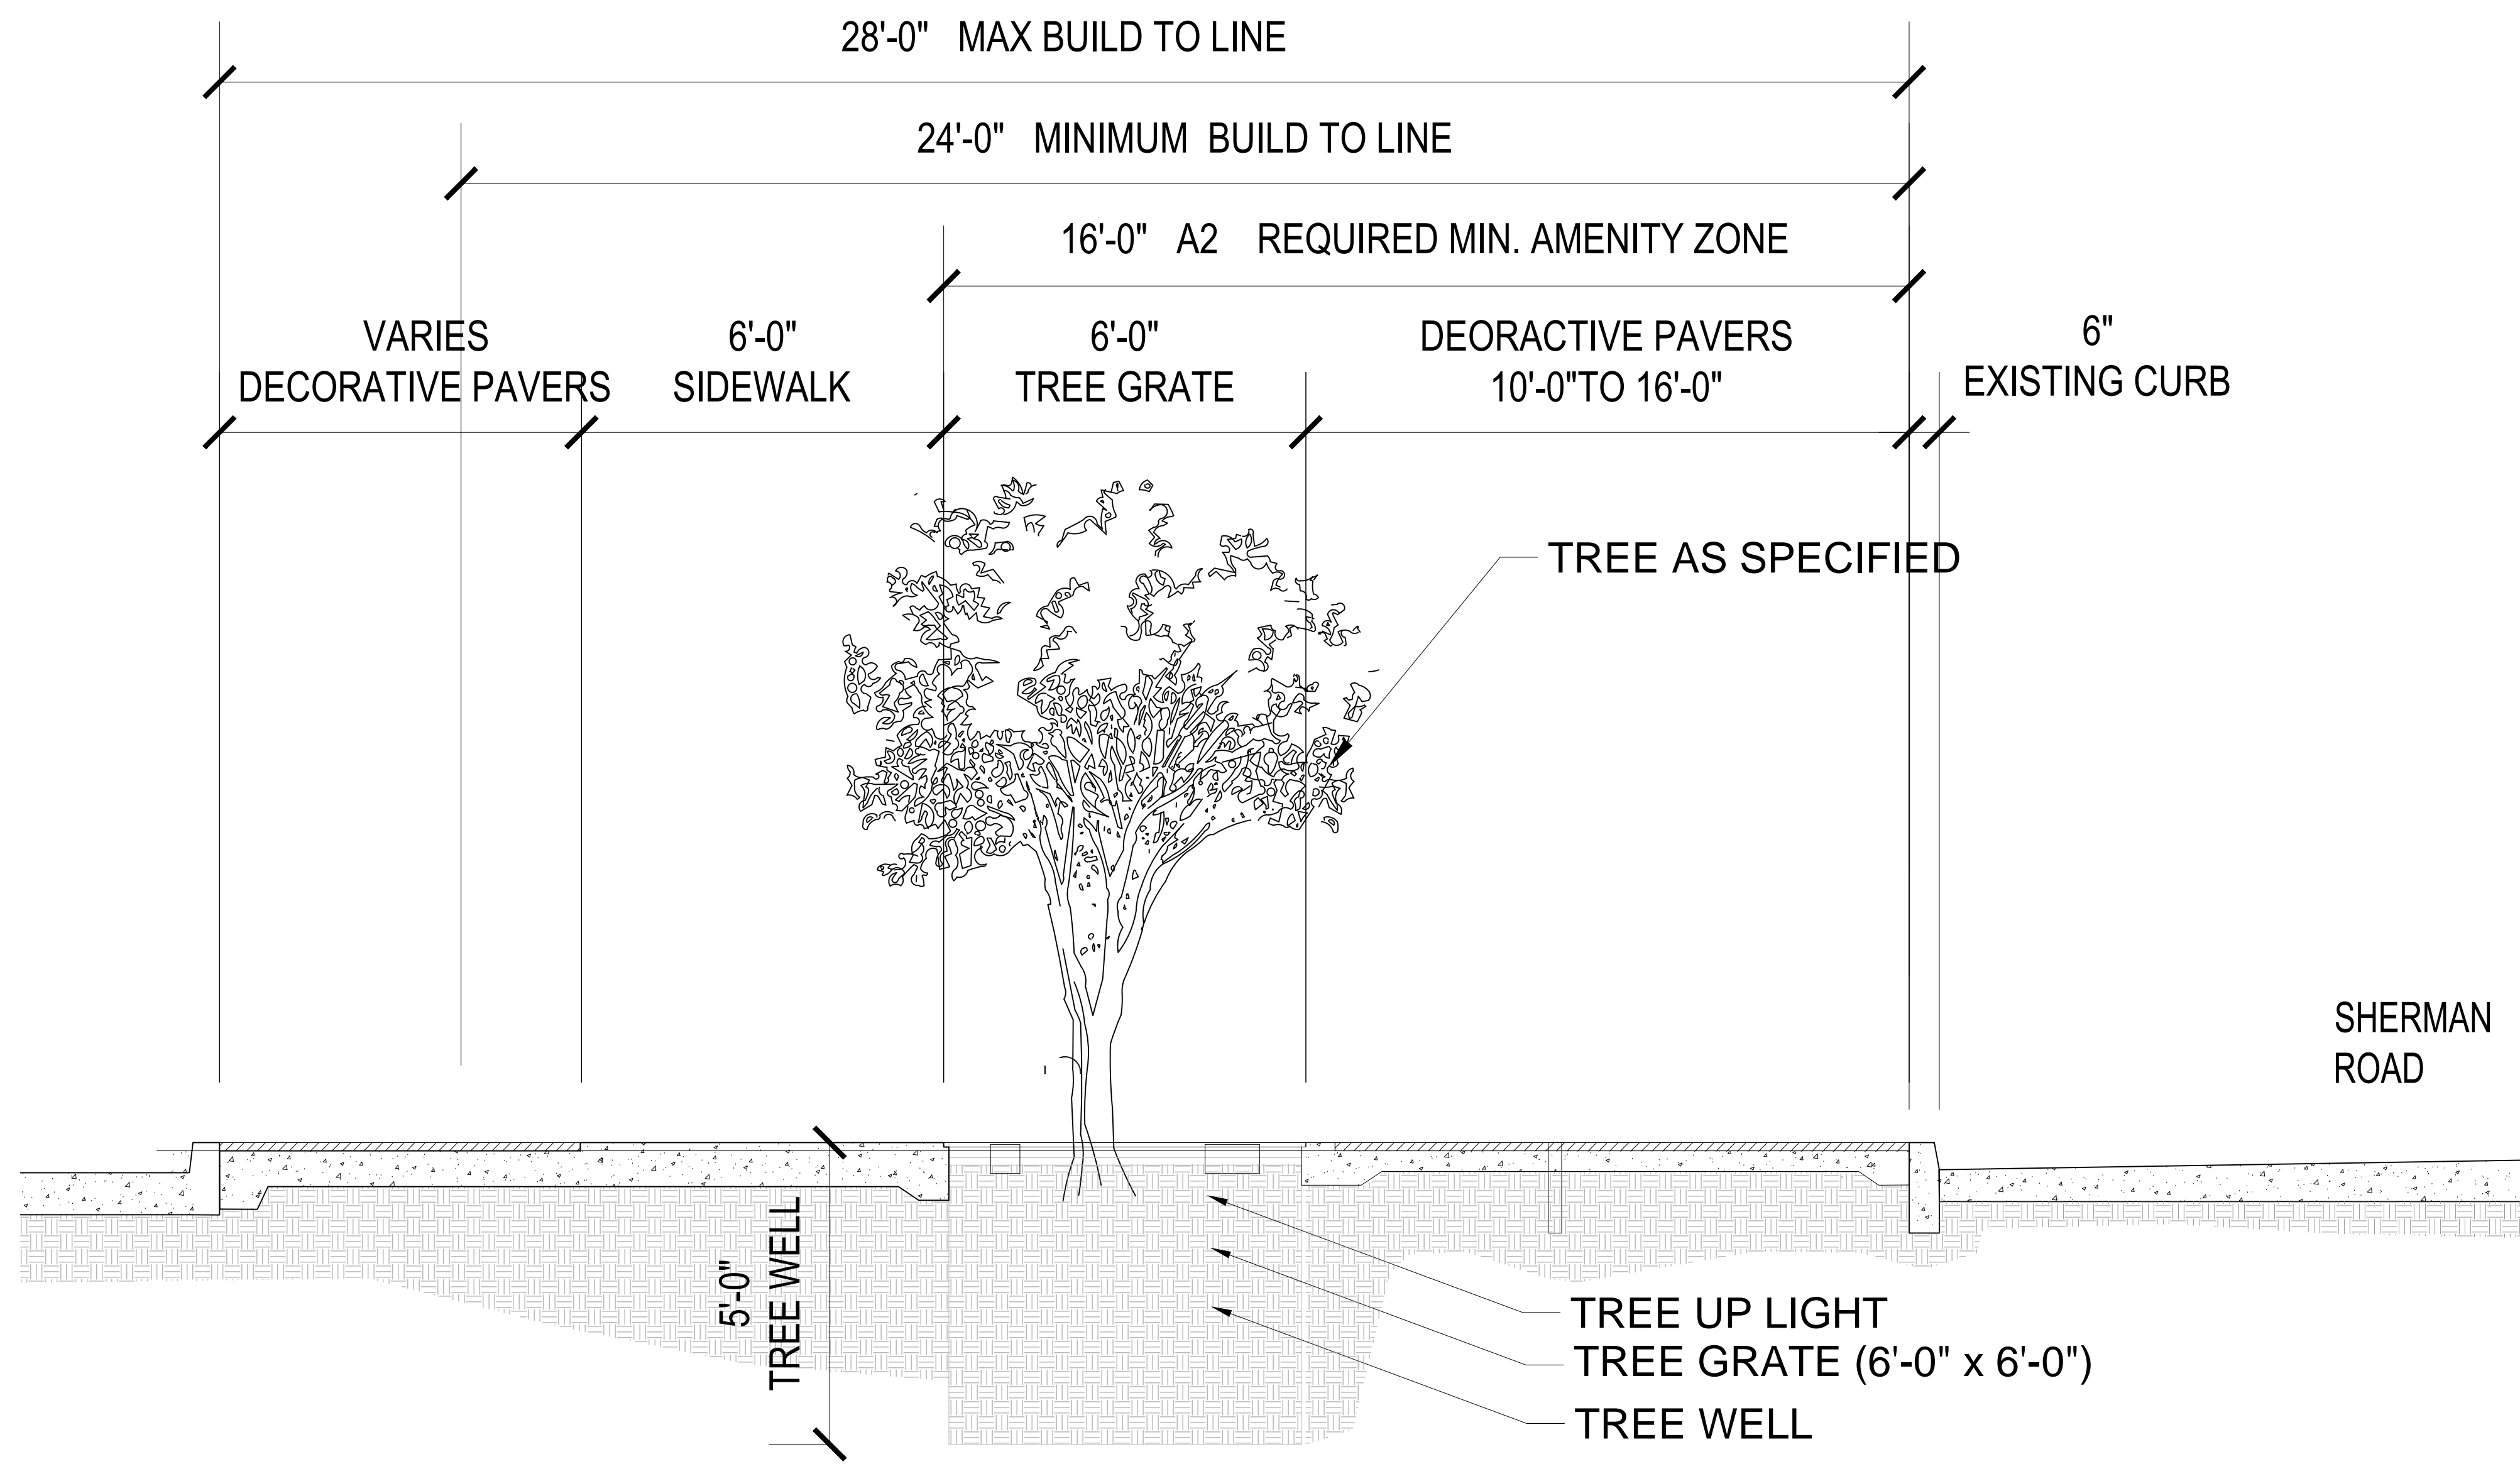 28'-0" MAX BUILD TO LINE
24'-0" MINIMUM BUILD TO LINE
16'-0" A2 REQUIRED MIN. AMENITY ZONE
VARIES
DECORATIVE PAVERS
6'-0"
SIDEWALK
6'-0"
TREE GRATE
DEORACTIVE PAVERS
10'-0"TO 16'-0"
6"
EXISTING CURB
TREE AS SPECIFIED
SHERMAN
ROAD
5'-0"
TREE WELL
TREE UP LIGHT
TREE GRATE (6'-0" x 6'-0")
TREE WELL